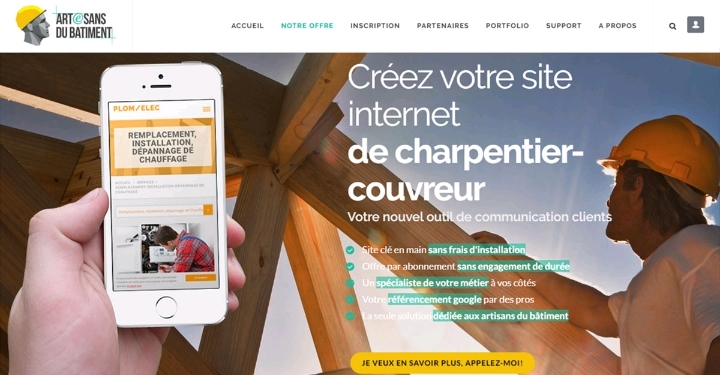 ART@SANS
DU BATIMENT
ACCUEIL NOTRE OFFRE INSCRIPTION PARTENAIRES PORTFOLIO SUPPORT A PROPOS
PLOM/ELEC
REMPLACEMENT,
INSTALLATION,
DÉPANNAGE DE
CHAUFFAGE
Créez votre site
internet
de charpentier-
couvreur
Votre nouvel outil de communication clients
Site clé en main sans frais d'installation
Offre par abonnement sans engagement de durée
Un spécialiste de votre métier à vos côtés
Votre référencement google par des pros
La seule solution dédiée aux artisans du bâtiment
JE VEUX EN SAVOIR PLUS, APPELEZ-MOI!